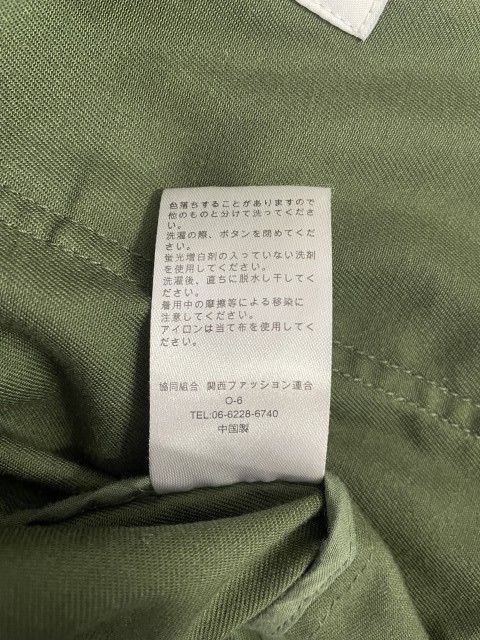 色落ちすることがありますので
他のものと分けて洗ってくださ
い。
洗濯の際、ボタンを閉めてくだ
さい。
蛍光増白剤の入っていない洗剤
を使用してください。
洗濯後、直ちに脱水し干してく
ださい。
着用中の摩擦等による移染に
注意してください。
アイロンは当て布を使用してく
ださい。
協同組合 関西ファッション連合
O-6
TEL:06-6228-6740
中国製